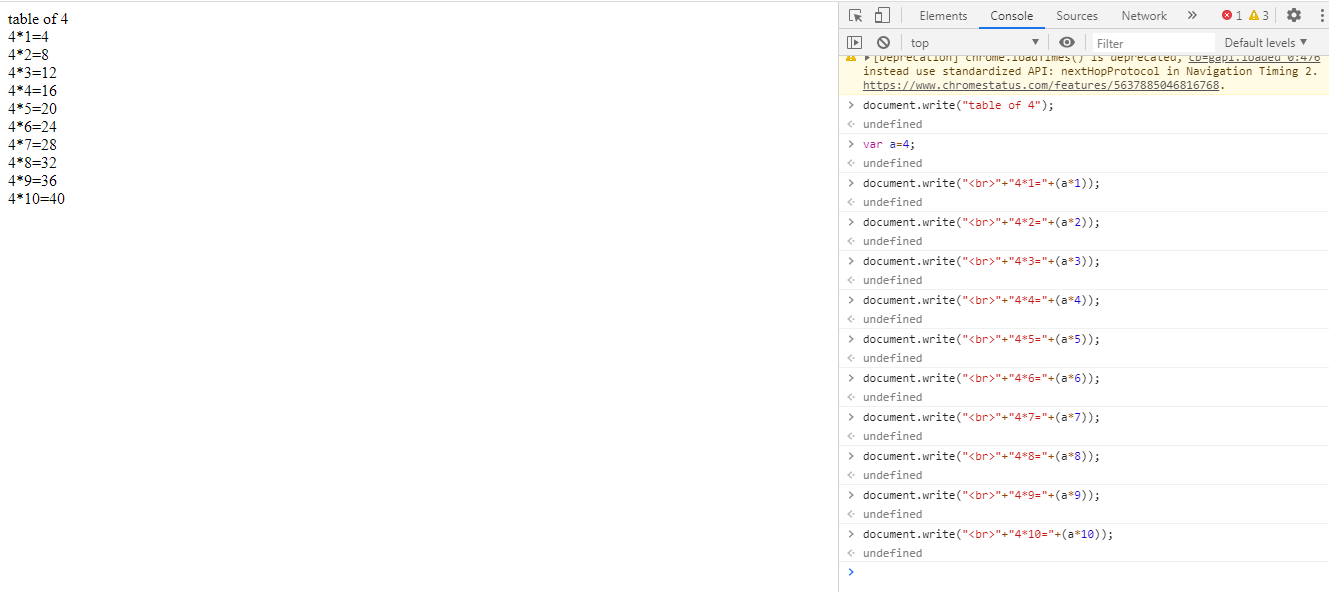 table of 4
4*1=4
4*2=8
4*3=12
4*4=16
4*5=20
4*6=24
4*7=28
4*8=32
4*9=36
4*10=40
Elements Console Sources Network » 1 3
top Filter Default levels
[Deprecation] chrome.loadTimes() is deprecated, cb=gapi.loaded_0:476
instead use standardized API: nextHopProtocol in Navigation Timing 2.
https://www.chromestatus.com/features/5637885046816768.
> document.write("table of 4");
undefined
> var a=4;
undefined
> document.write("<br>"+"4*1="+(a*1));
undefined
> document.write("<br>"+"4*2="+(a*2));
undefined
> document.write("<br>"+"4*3="+(a*3));
undefined
> document.write("<br>"+"4*4="+(a*4));
undefined
> document.write("<br>"+"4*5="+(a*5));
undefined
> document.write("<br>"+"4*6="+(a*6));
undefined
> document.write("<br>"+"4*7="+(a*7));
undefined
> document.write("<br>"+"4*8="+(a*8));
undefined
> document.write("<br>"+"4*9="+(a*9));
undefined
> document.write("<br>"+"4*10="+(a*10));
undefined
>